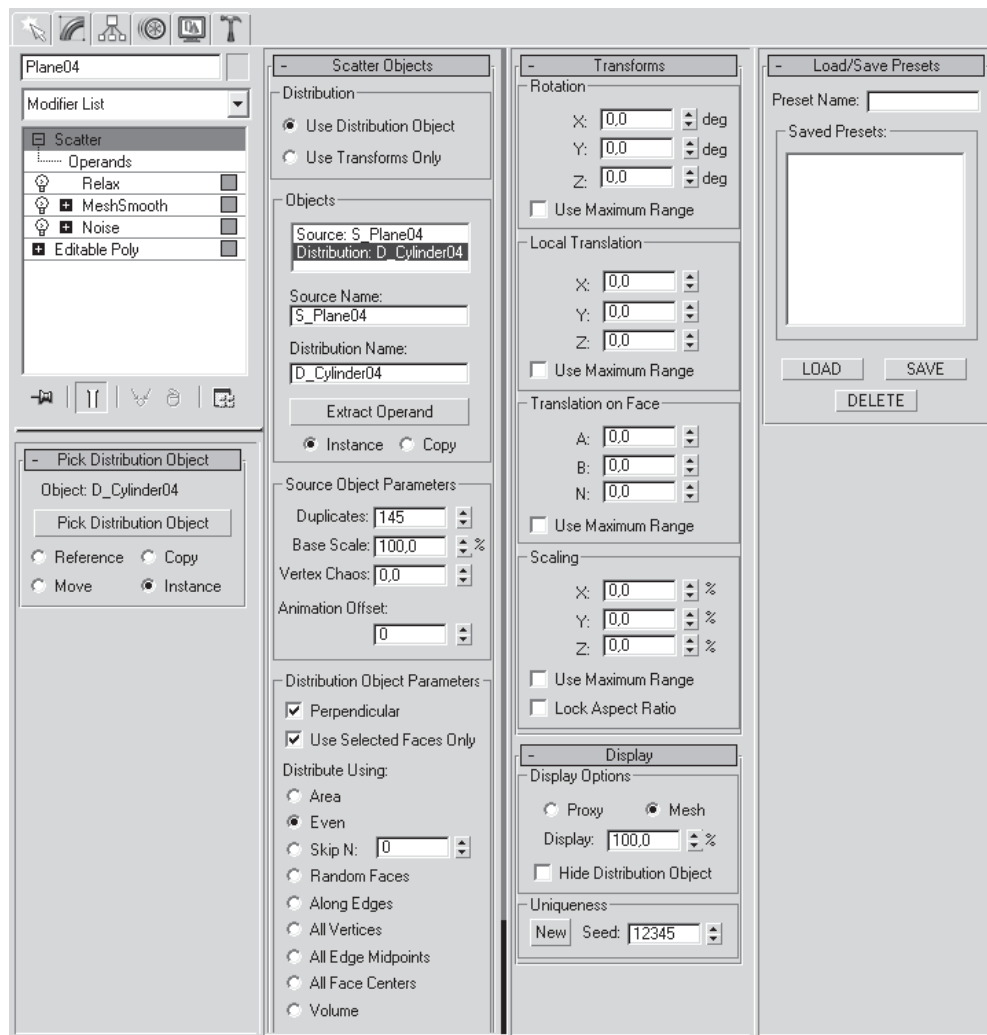 Plane04
Modifier List
Scatter
Operands
Relax
MeshSmooth
Noise
Editable Poly
Pick Distribution Object
Object: D_Cylinder04
Pick Distribution Object
Reference Copy
Move Instance
Scatter Objects
Distribution
Use Distribution Object
Use Transforms Only
Objects
Source: S_Plane04
Distribution: D_Cylinder04
Source Name:
S_Plane04
Distribution Name:
D_Cylinder04
Extract Operand
Instance Copy
Source Object Parameters
Duplicates: 145
Base Scale: 100,0 %
Vertex Chaos: 0,0
Animation Offset:
0
Distribution Object Parameters
Perpendicular
Use Selected Faces Only
Distribute Using:
Area
Even
Skip N: 0
Random Faces
Along Edges
All Vertices
All Edge Midpoints
All Face Centers
Volume
Transforms
Rotation
X: 0,0 deg
Y: 0,0 deg
Z: 0,0 deg
Use Maximum Range
Local Translation
X: 0,0
Y: 0,0
Z: 0,0
Use Maximum Range
Translation on Face
A: 0,0
B: 0,0
N: 0,0
Use Maximum Range
Scaling
X: 0,0 %
Y: 0,0 %
Z: 0,0 %
Use Maximum Range
Lock Aspect Ratio
Display
Display Options
Proxy Mesh
Display: 100,0 %
Hide Distribution Object
Uniqueness
New Seed: 12345
Load/Save Presets
Preset Name:
Saved Presets:
LOAD SAVE
DELETE